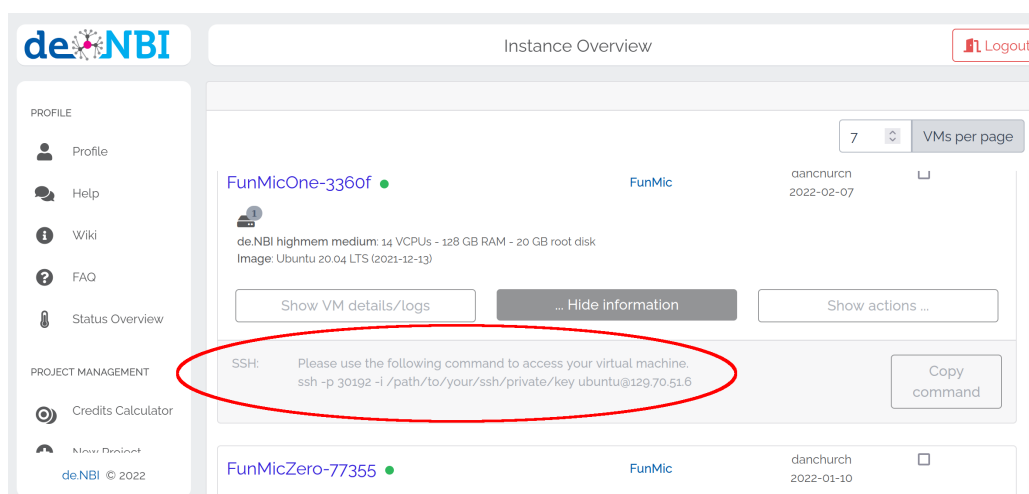 de.NBI
Instance Overview
Logout
PROFILE
Profile
Help
Wiki
FAQ
Status Overview
PROJECT MANAGEMENT
Credits Calculator
New Project
de.NBI © 2022
7 VMs per page
FunMicOne-3360f
FunMic
danchurch
2022-02-07
1
de.NBI highmem medium: 14 VCPUs - 128 GB RAM - 20 GB root disk
Image: Ubuntu 20.04 LTS (2021-12-13)
Show VM details/logs
... Hide information
Show actions ...
SSH: Please use the following command to access your virtual machine.
ssh -p 30192 -i /path/to/your/ssh/private/key ubuntu@129.70.51.6
Copy
command
FunMicZero-77355
FunMic
danchurch
2022-01-10